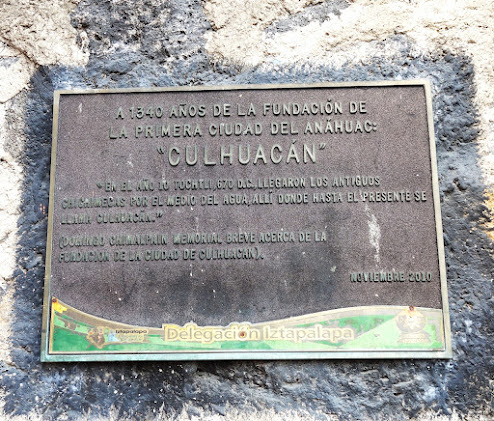 A 1340 AÑOS DE LA FUNDACIÓN DE
LA PRIMERA CIUDAD DEL ANÁHUAC:
"CULHUACÁN"
"EN EL AÑO 10 TOCHTLI,670 D.C.,LLEGARON LOS ANTIGUOS
CHICHIMECAS POR EL MEDIO DEL AGUA,ALLÍ DONDE HASTA EL PRESENTE SE
LLAMA CULHUACAN."
(DOMINGO CHIMALPAIN MEMORIAL BREVE ACERCA DE LA
FUNDACIÓN DE LA CIUDAD DE CULHUACAN).
NOVIEMBRE 2010
Iztapalapa
Delegación Iztapalapa